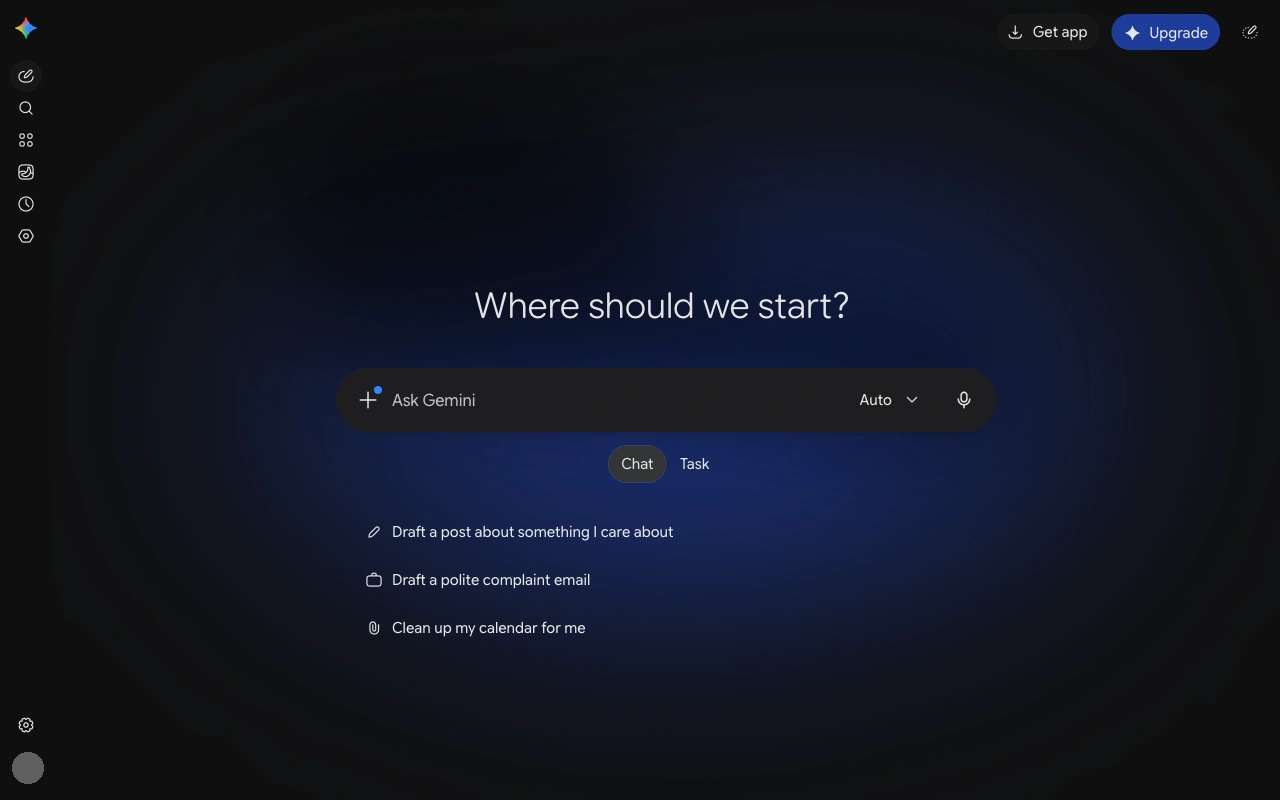 Get app
Upgrade
Where should we start?
Ask Gemini
Auto
Chat
Task
Draft a post about something I care about
Draft a polite complaint email
Clean up my calendar for me